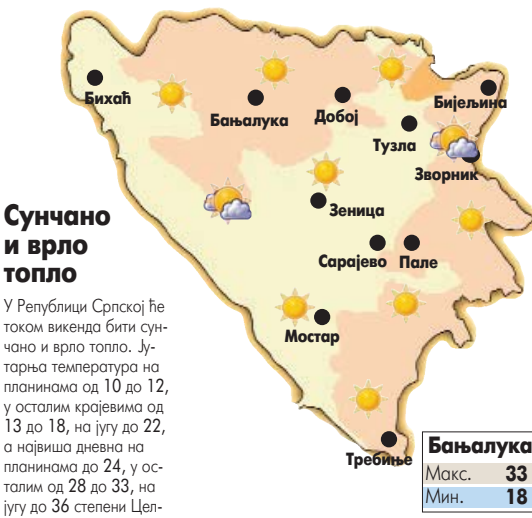 Бихаћ
Бањалука
Добој
Бијељина
Тузла
Зворник
Зеница
Сарајево
Пале
Мостар
Требиње
Сунчано
и врло
топло
У Републици Српској ће
током викенда бити сун-
чано и врло топло. Ју-
тарња температура на
планинама од 10 до 12,
у осталим крајевима од
13 до 18, на југу до 22,
а највиша дневна на
планинама до 24, у ос-
талим од 28 до 33, на
југу до 36 степени Цел-
Бањалука
Макс. 33
Мин. 18